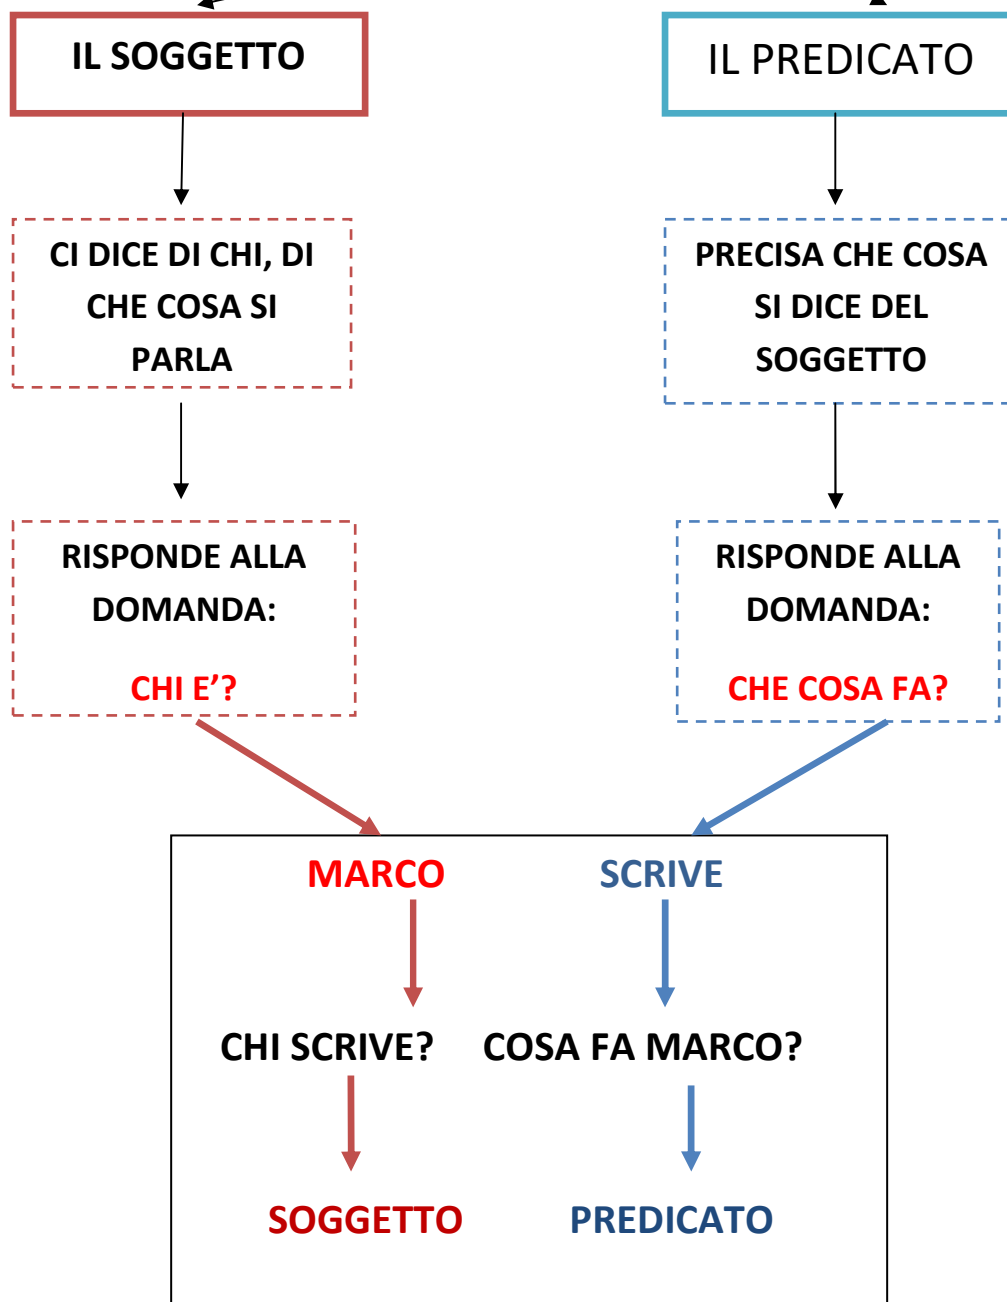 IL SOGGETTO
IL PREDICATO
CI DICE DI CHI, DI
CHE COSA SI
PARLA
PRECISA CHE COSA
SI DICE DEL
SOGGETTO
RISPONDE ALLA
DOMANDA:
CHI E’?
RISPONDE ALLA
DOMANDA:
CHE COSA FA?
MARCO
SCRIVE
CHI SCRIVE?
COSA FA MARCO?
SOGGETTO
PREDICATO